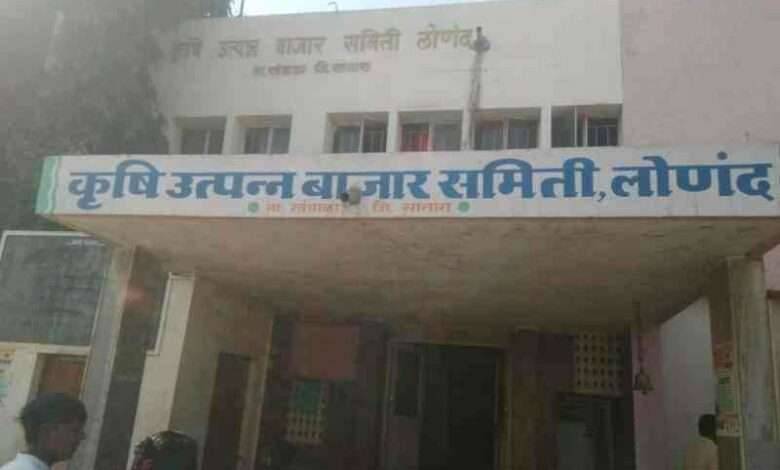 कृषि उत्पन्न बाजार समिती लोणंद
ता. खंडाळा जि. सातारा
कृषि उत्पन्न बाजार समिती, लोणंद
ता. खंडाळा जि. सातारा